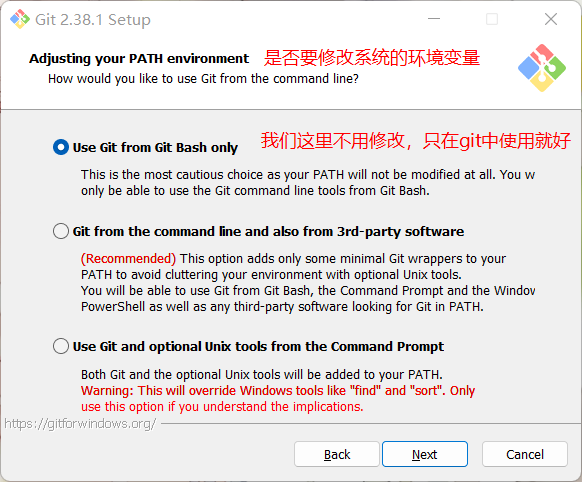 Git 2.38.1 Setup
Adjusting your PATH environment 是否要修改系统的环境变量
How would you like to use Git from the command line?
Use Git from Git Bash only 我们这里不用修改，只在git中使用就好
This is the most cautious choice as your PATH will not be modified at all. You w
only be able to use the Git command line tools from Git Bash.
Git from the command line and also from 3rd-party software
(Recommended) This option adds only some minimal Git wrappers to your
PATH to avoid cluttering your environment with optional Unix tools.
You will be able to use Git from Git Bash, the Command Prompt and the Window
PowerShell as well as any third-party software looking for Git in PATH.
Use Git and optional Unix tools from the Command Prompt
Both Git and the optional Unix tools will be added to your PATH.
Warning: This will override Windows tools like "find" and "sort". Only
use this option if you understand the implications.
https://gitforwindows.org/
Back Next Cancel